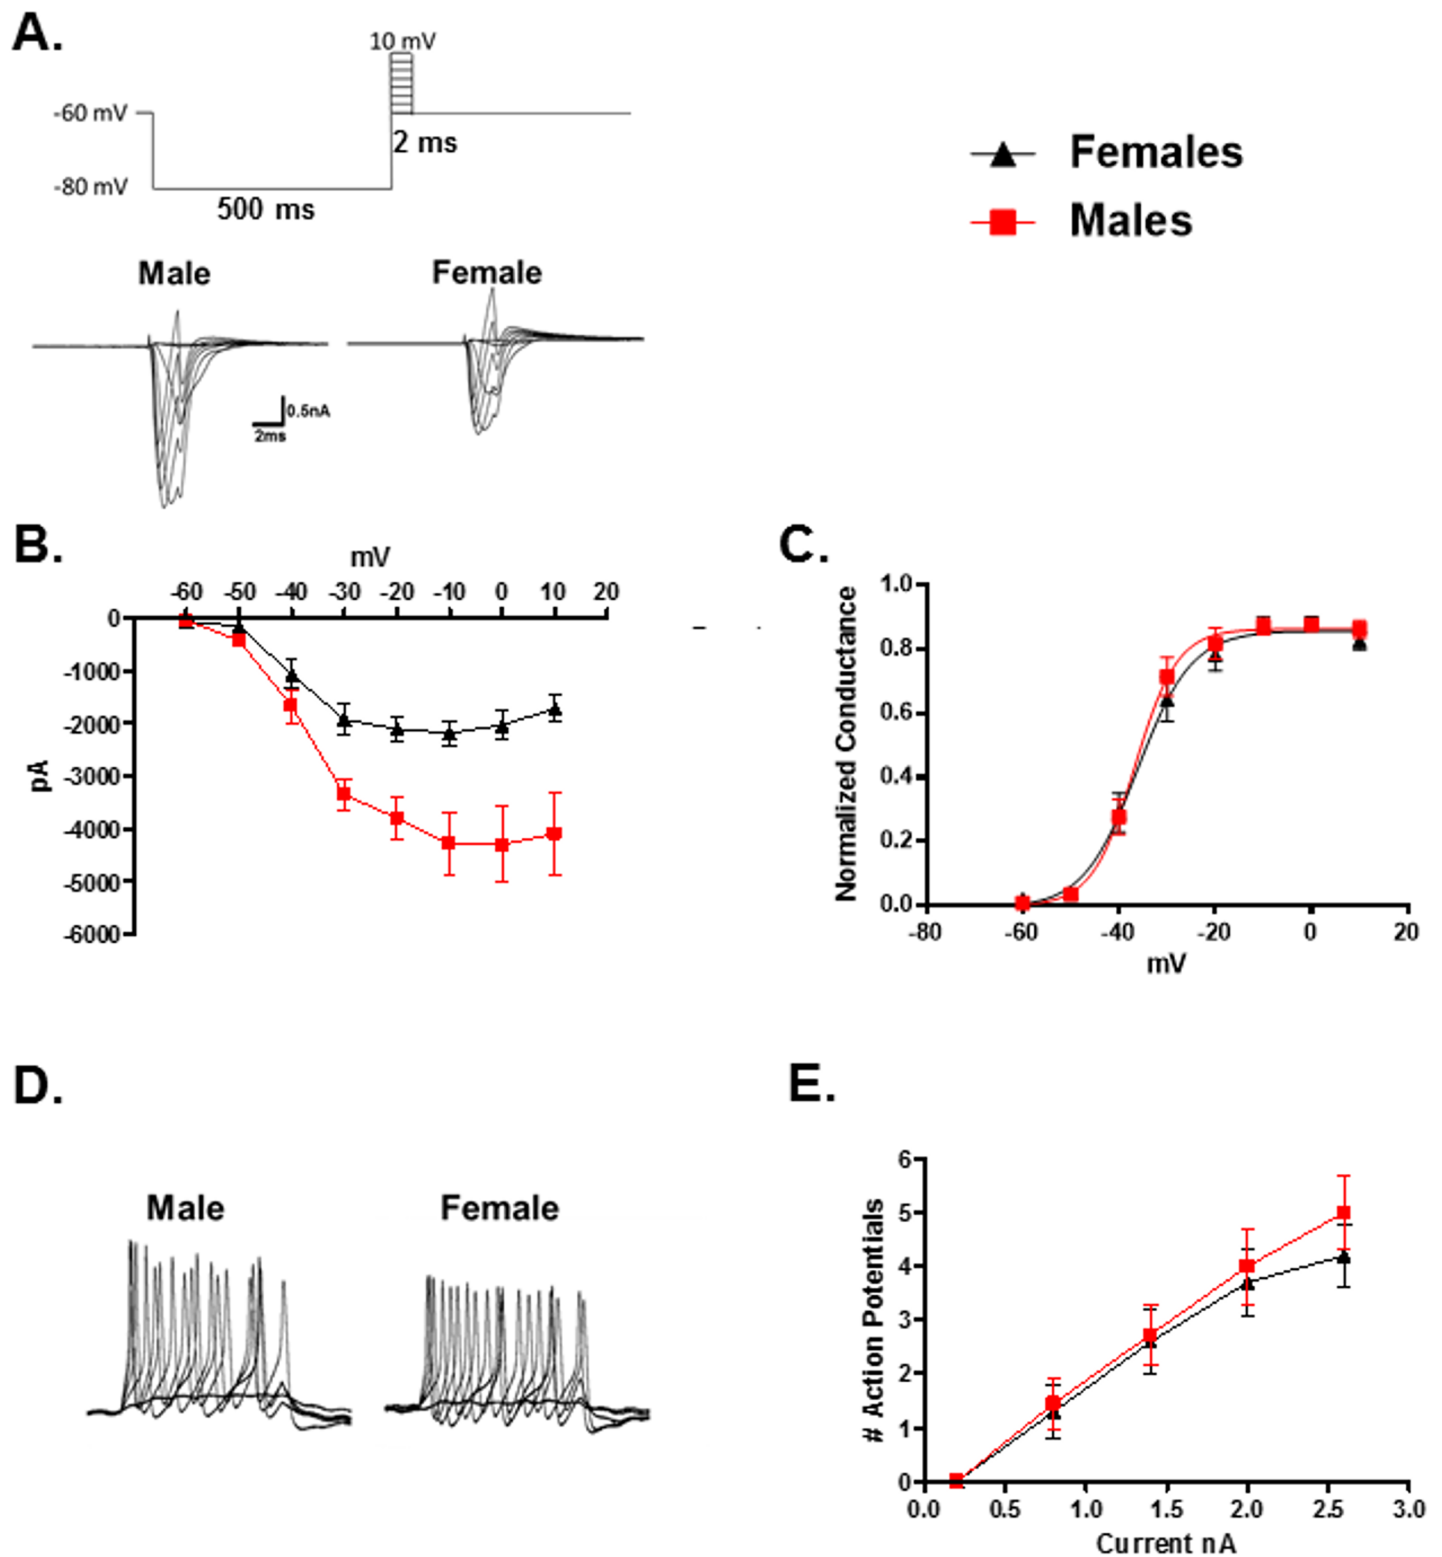 A.
10 mV
-60 mV
2 ms
-80 mV
500 ms
Females
Males
Male
Female
0.5nA
2ms
B.
mV
-60 -50 -40 -30 -20 -10 0 10 20
0
-1000
-2000
-3000
-4000
-5000
-6000
pA
C.
Normalized Conductance
1.0
0.8
0.6
0.4
0.2
0.0
-80 -60 -40 -20 0 20
mV
D.
Male
Female
E.
# Action Potentials
6
5
4
3
2
1
0
0.0 0.5 1.0 1.5 2.0 2.5 3.0
Current nA